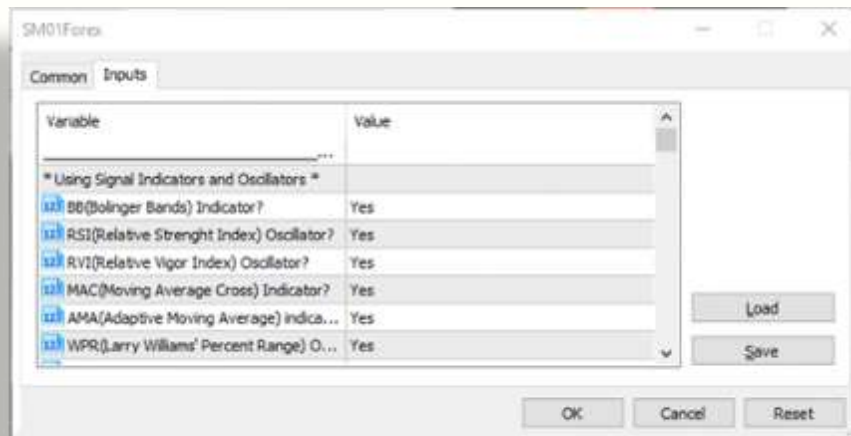 SM01Forex
Common Inputs
Variable Value
...
* Using Signal Indicators and Oscillators *
BB(Bolinger Bands) Indicator? Yes
RSI(Relative Strenght Index) Oscillator? Yes
RVI(Relative Vigor Index) Oscillator? Yes
MAC(Moving Average Cross) Indicator? Yes
AMA(Adaptive Moving Average) indica... Yes
WPR(Larry Williams' Percent Range) O... Yes
Load
Save
OK Cancel Reset